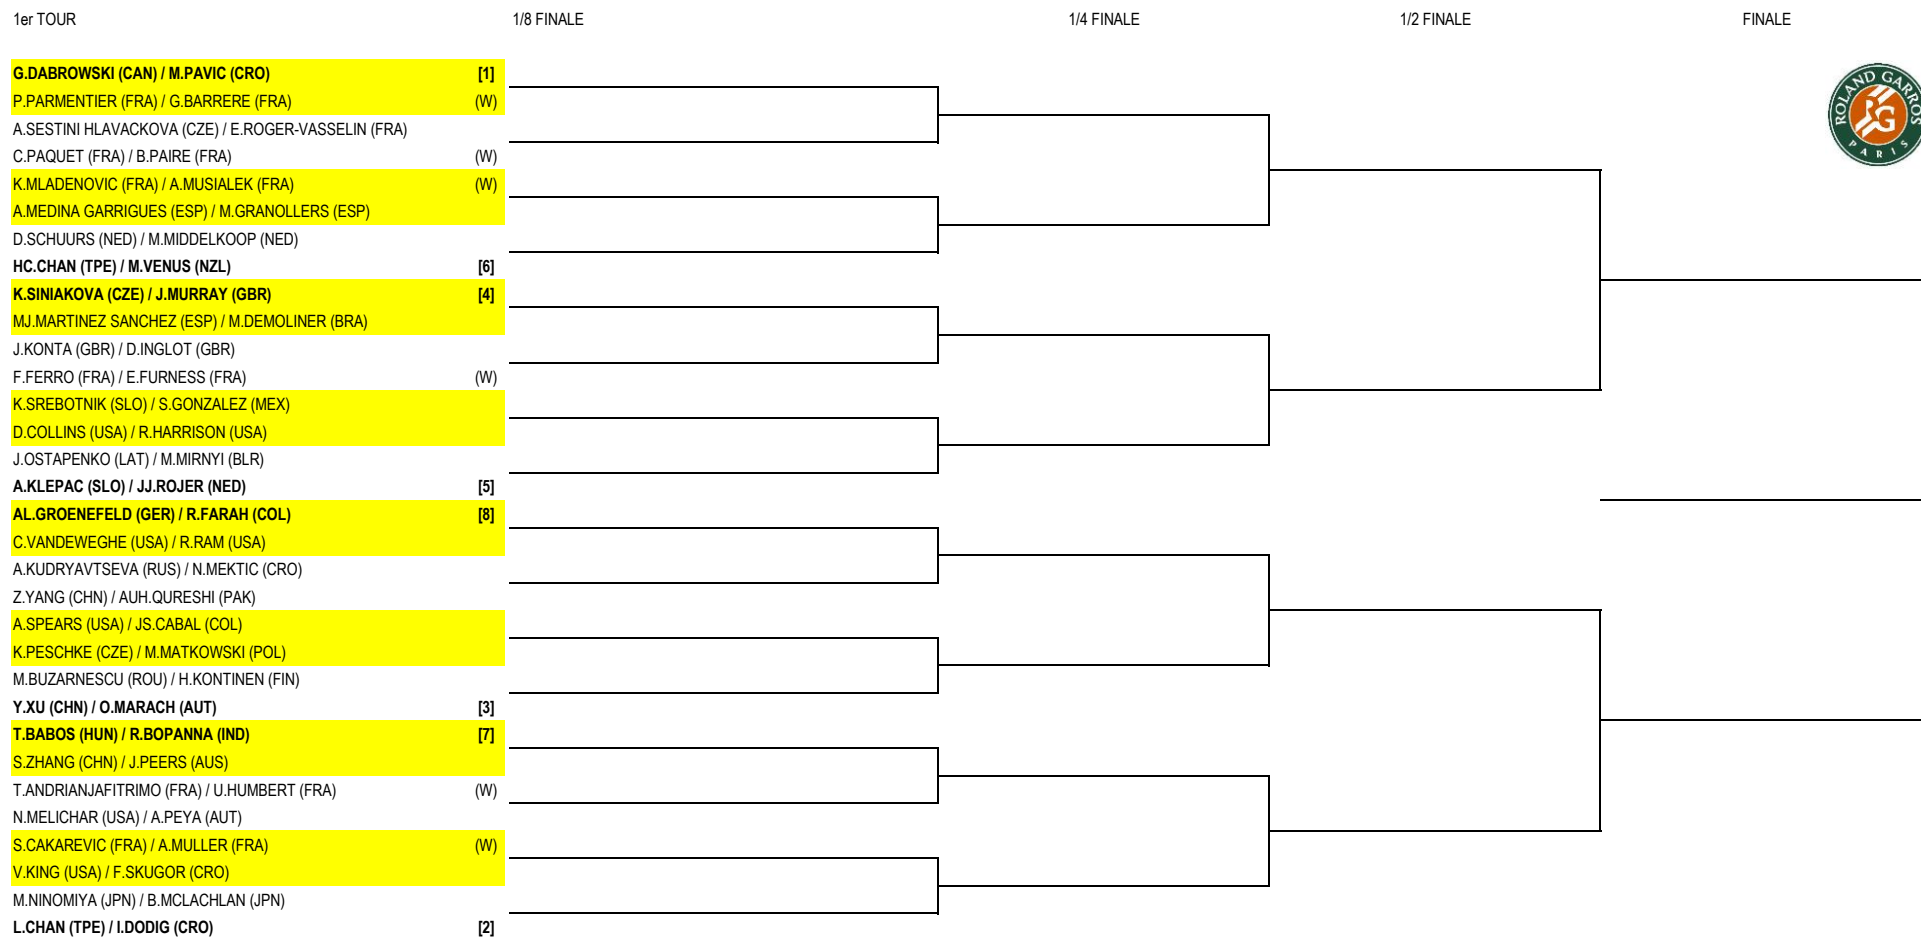 1er TOUR 1/8 FINALE 1/4 FINALE 1/2 FINALE FINALE
G.DABROWSKI (CAN) / M.PAVIC (CRO) [1]
P.PARMENTIER (FRA) / G.BARRERE (FRA) (W)
A.SESTINI HLAVACKOVA (CZE) / E.ROGER-VASSELIN (FRA)
C.PAQUET (FRA) / B.PAIRE (FRA) (W)
K.MLADENOVIC (FRA) / A.MUSIALEK (FRA) (W)
A.MEDINA GARRIGUES (ESP) / M.GRANOLLERS (ESP)
D.SCHUURS (NED) / M.MIDDELKOOP (NED)
HC.CHAN (TPE) / M.VENUS (NZL) [6]
K.SINIAKOVA (CZE) / J.MURRAY (GBR) [4]
MJ.MARTINEZ SANCHEZ (ESP) / M.DEMOLINER (BRA)
J.KONTA (GBR) / D.INGLOT (GBR)
F.FERRO (FRA) / E.FURNESS (FRA) (W)
K.SREBOTNIK (SLO) / S.GONZALEZ (MEX)
D.COLLINS (USA) / R.HARRISON (USA)
J.OSTAPENKO (LAT) / M.MIRNYI (BLR)
A.KLEPAC (SLO) / JJ.ROJER (NED) [5]
AL.GROENEFELD (GER) / R.FARAH (COL) [8]
C.VANDEWEGHE (USA) / R.RAM (USA)
A.KUDRYAVTSEVA (RUS) / N.MEKTIC (CRO)
Z.YANG (CHN) / AUH.QURESHI (PAK)
A.SPEARS (USA) / JS.CABAL (COL)
K.PESCHKE (CZE) / M.MATKOWSKI (POL)
M.BUZARNESCU (ROU) / H.KONTINEN (FIN)
Y.XU (CHN) / O.MARACH (AUT) [3]
T.BABOS (HUN) / R.BOPANNA (IND) [7]
S.ZHANG (CHN) / J.PEERS (AUS)
T.ANDRIANJAFITRIMO (FRA) / U.HUMBERT (FRA) (W)
N.MELICHAR (USA) / A.PEYA (AUT)
S.CAKAREVIC (FRA) / A.MULLER (FRA) (W)
V.KING (USA) / F.SKUGOR (CRO)
M.NINOMIYA (JPN) / B.MCLACHLAN (JPN)
L.CHAN (TPE) / I.DODIG (CRO) [2]
ROLAND GARROS
RG
PARIS